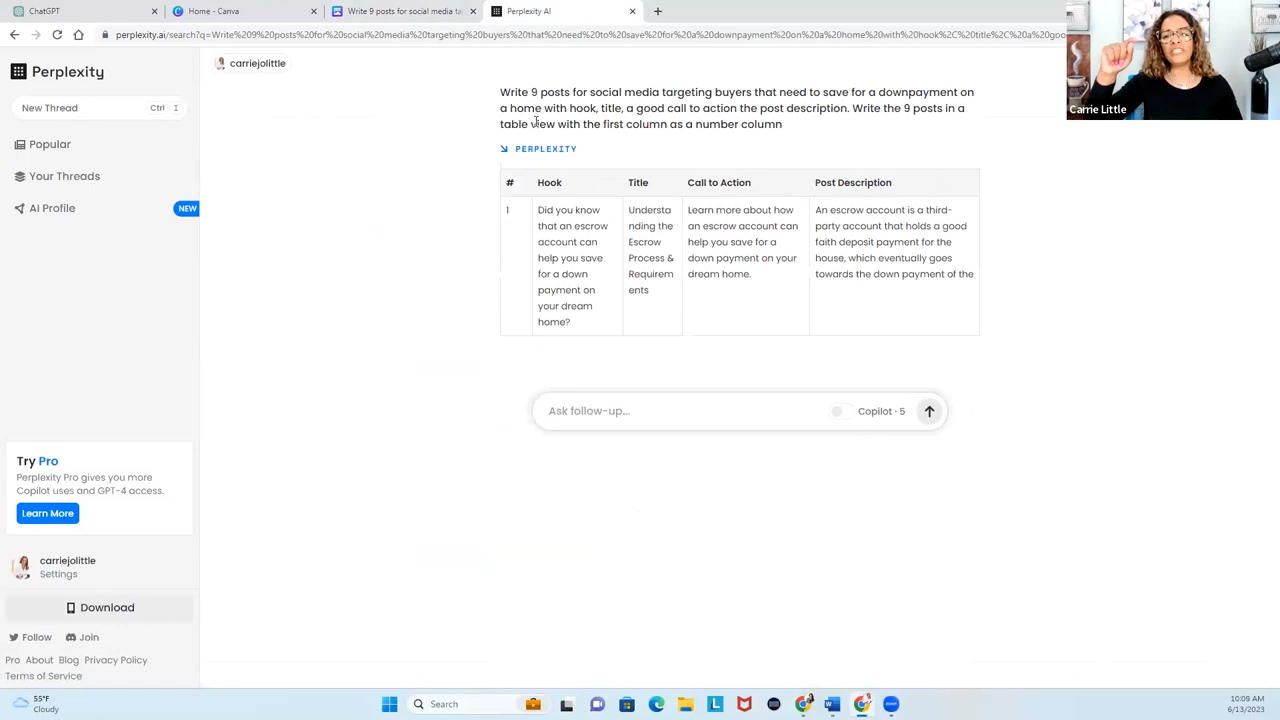 ChatGPT
Home - Canva
Write 9 posts for social media ta
Perplexity AI
perplexity.ai/search?q=Write%209%20posts%20for%20social%20media%20targeting%20buyers%20that%20need%20to%20save%20for%20a%20downpayment%20on%20a%20home%20with%20hook%2C%20title%2C%20a%20goo
Perplexity
New Thread
Ctrl I
Popular
Your Threads
AI Profile
NEW
Try Pro
Perplexity Pro gives you more
Copilot uses and GPT-4 access.
Learn More
carriejolittle
Settings
Download
Follow Join
Pro About Blog Privacy Policy
Terms of Service
carriejolittle
Write 9 posts for social media targeting buyers that need to save for a downpayment on
a home with hook, title, a good call to action the post description. Write the 9 posts in a
table view with the first column as a number column
PERPLEXITY
# Hook Title Call to Action Post Description
1
Did you know
that an escrow
account can
help you save
for a down
payment on
your dream
home?
Understa
nding the
Escrow
Process &
Requirem
ents
Learn more about how
an escrow account can
help you save for a
down payment on your
dream home.
An escrow account is a third-
party account that holds a good
faith deposit payment for the
house, which eventually goes
towards the down payment of the
Ask follow-up...
Copilot · 5
Carrie Little
55°F
Cloudy
Search
L
zoom
10:09 AM
6/13/2023